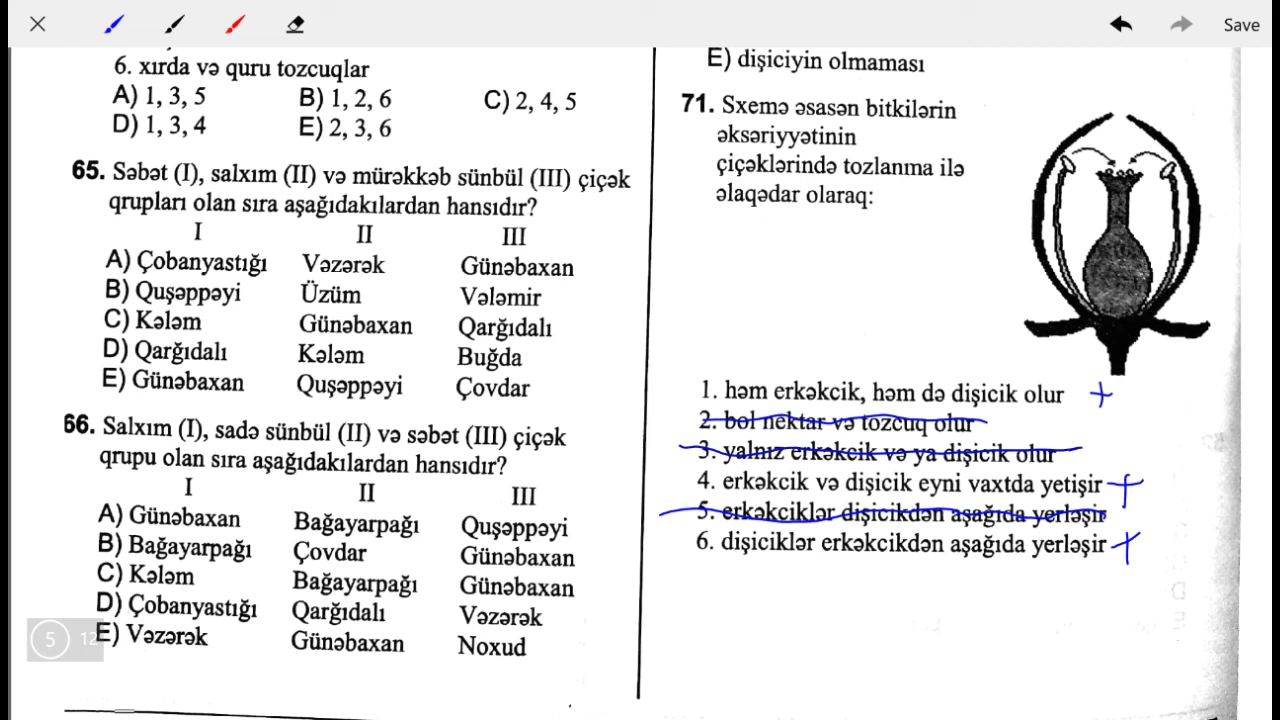 Save
6. xırda və quru tozcuqlar
A) 1, 3, 5 B) 1, 2, 6 C) 2, 4, 5
D) 1, 3, 4 E) 2, 3, 6
65. Səbət (I), salxım (II) və mürəkkəb sünbül (III) çiçək
qrupları olan sıra aşağıdakılardan hansıdır?
I II III
A) Çobanyastığı Vəzərək Günəbaxan
B) Quşəppəyi Üzüm Vələmir
C) Kələm Günəbaxan Qarğıdalı
D) Qarğıdalı Kələm Buğda
E) Günəbaxan Quşəppəyi Çovdar
66. Salxım (I), sadə sünbül (II) və səbət (III) çiçək
qrupu olan sıra aşağıdakılardan hansıdır?
I II III
A) Günəbaxan Bağayarpağı Quşəppəyi
B) Bağayarpağı Çovdar Günəbaxan
C) Kələm Bağayarpağı Günəbaxan
D) Çobanyastığı Qarğıdalı Vəzərək
E) Vəzərək Günəbaxan Noxud
5 12
E) dişiciyin olmaması
71. Sxemə əsasən bitkilərin
əksəriyyətinin
çiçəklərində tozlanma ilə
əlaqədar olaraq:
1. həm erkəkcik, həm də dişicik olur +
2. bol nektar və tozcuq olur
3. yalnız erkəkcik və ya dişicik olur
4. erkəkcik və dişicik eyni vaxtda yetişir +
5. erkəkciklər dişicikdən aşağıda yerləşir
6. dişiciklər erkəkcikdən aşağıda yerləşir +